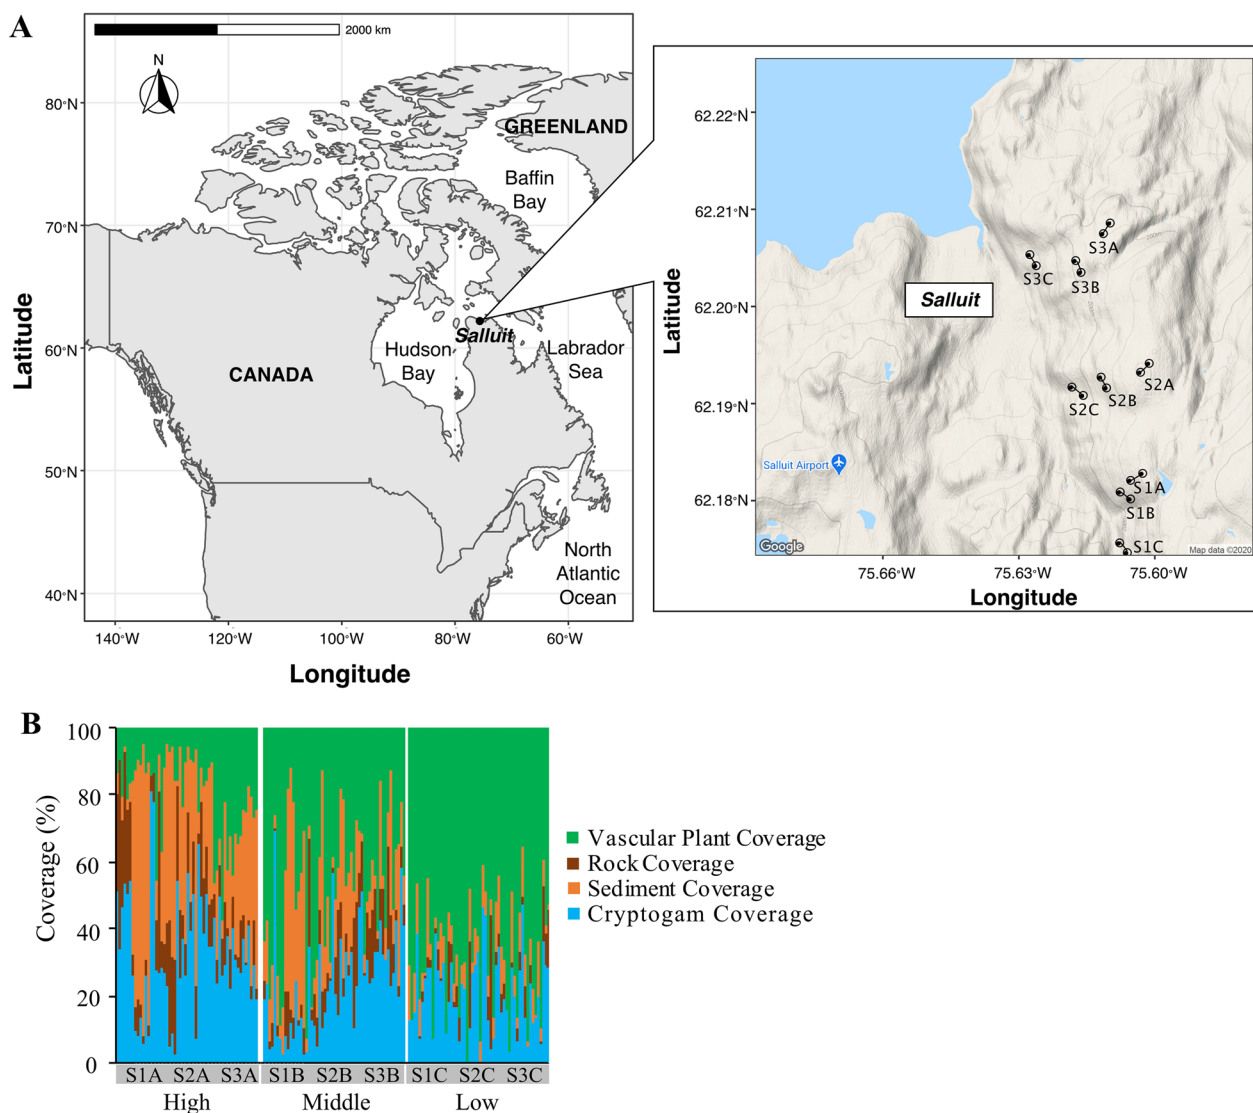 A
2000 km
N
80°N
70°N
60°N
50°N
40°N
Latitude
GREENLAND
Baffin
Bay
Salluit
Hudson
Bay
Labrador
Sea
CANADA
North
Atlantic
Ocean
140°W
120°W
100°W
80°W
60°W
Longitude
62.22°N
62.21°N
62.20°N
62.19°N
62.18°N
Latitude
S3A
S3C
S3B
Salluit
S2A
S2B
S2C
Salluit Airport
S1A
S1B
S1C
Google
Map data ©2020
75.66°W
75.63°W
75.60°W
Longitude
B
100
80
60
40
20
0
Coverage (%)
Vascular Plant Coverage
Rock Coverage
Sediment Coverage
Cryptogam Coverage
S1A S2A S3A S1B S2B S3B S1C S2C S3C
High Middle Low